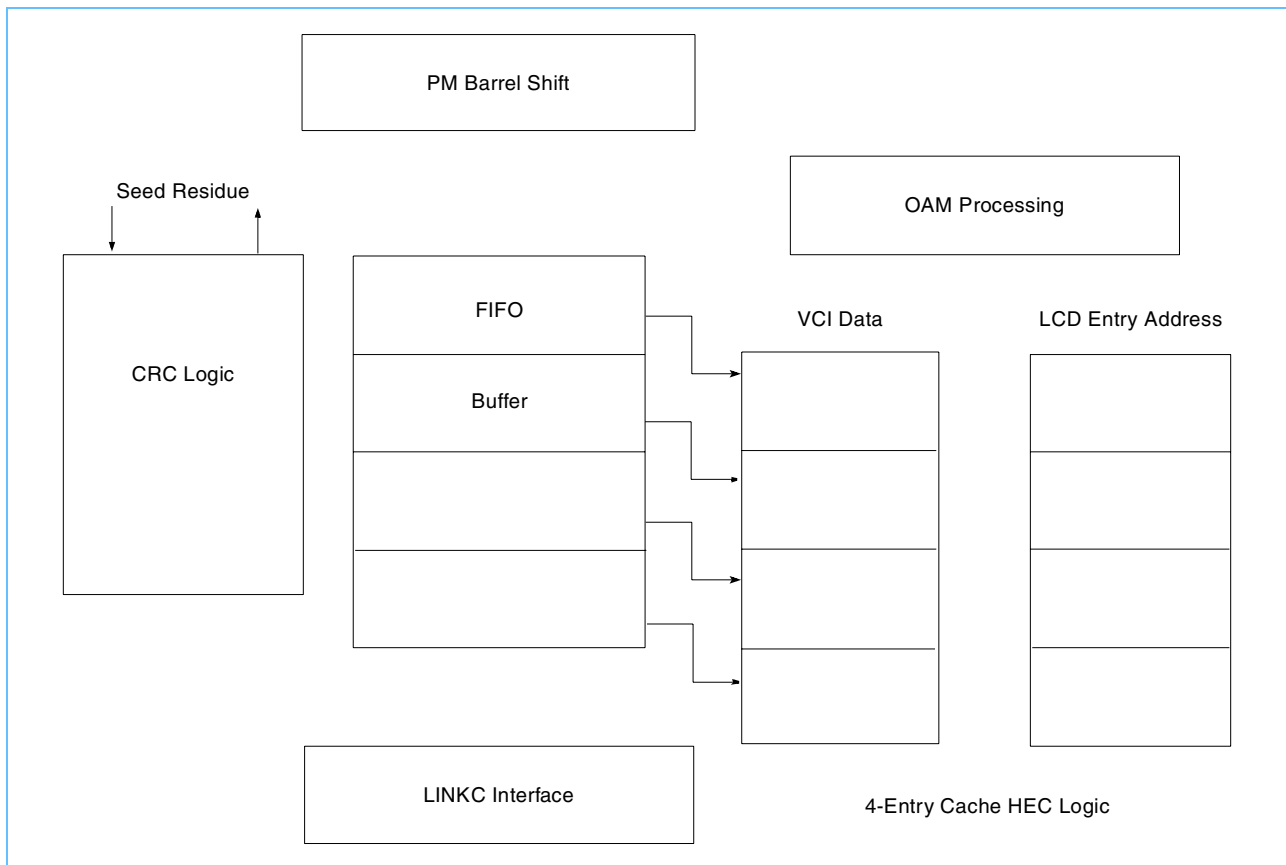 PM Barrel Shift
OAM Processing
Seed Residue
CRC Logic
FIFO
Buffer
VCI Data
LCD Entry Address
LINKC Interface
4-Entry Cache HEC Logic